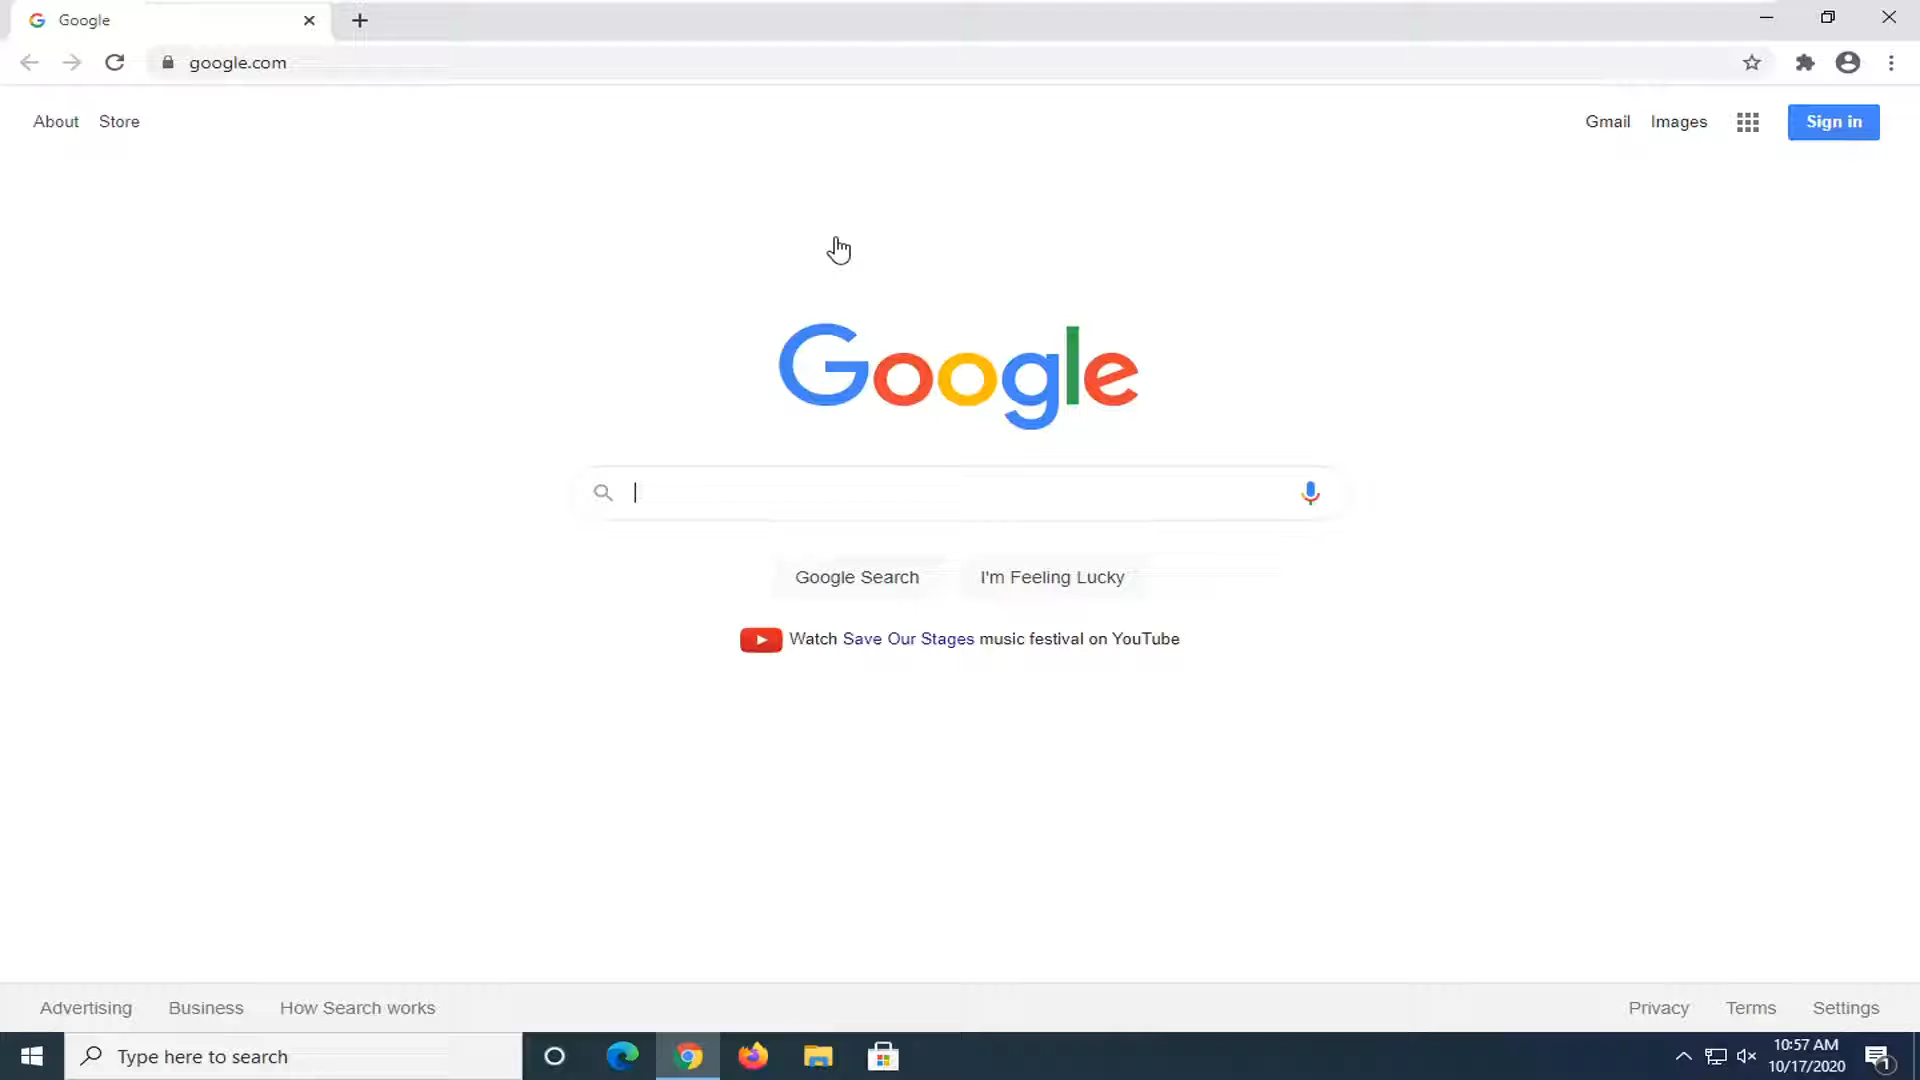 Google
google.com
About Store
Gmail Images Sign in
Google
Google Search I'm Feeling Lucky
Watch Save Our Stages music festival on YouTube
Advertising Business How Search works
Privacy Terms Settings
Type here to search
10:57 AM
10/17/2020
1